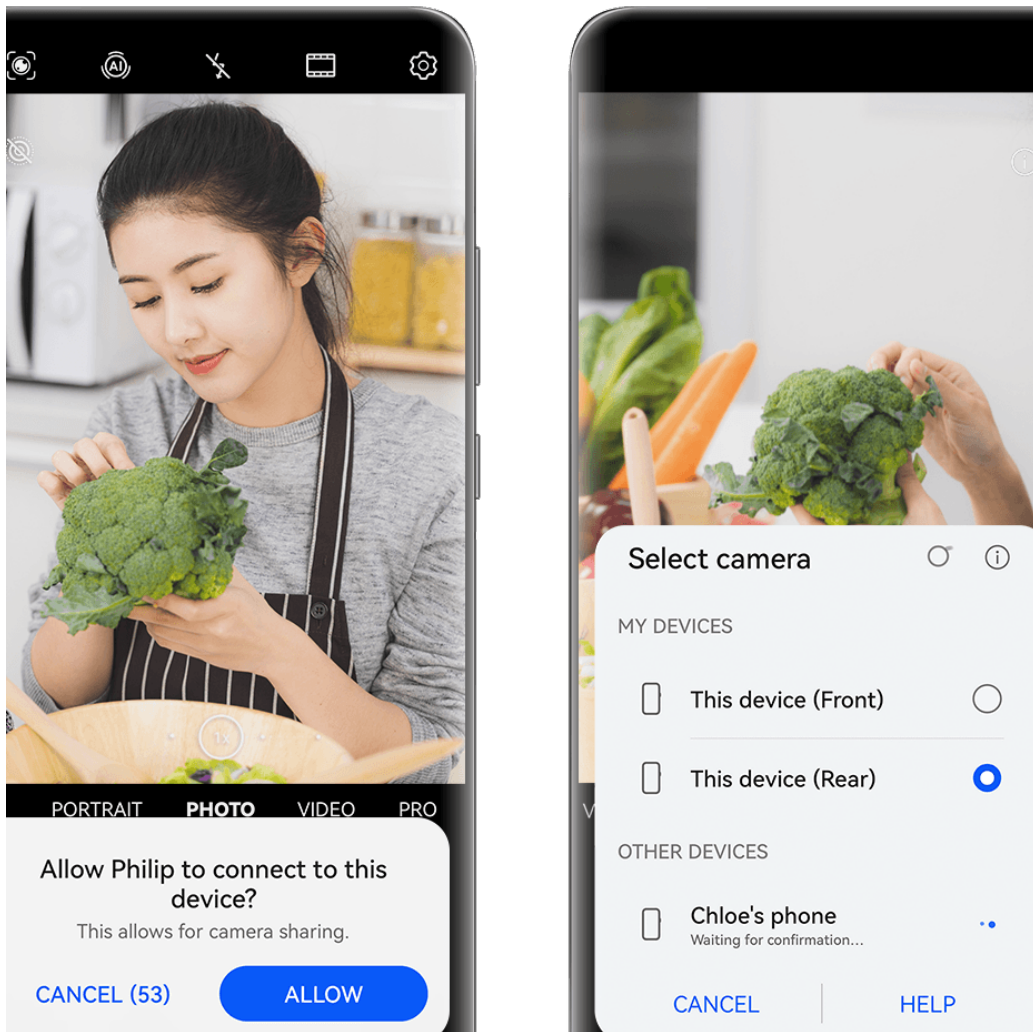 AI
1x
PORTRAIT PHOTO VIDEO PRO
Allow Philip to connect to this
device?
This allows for camera sharing.
CANCEL (53) ALLOW
Select camera
MY DEVICES
This device (Front)
This device (Rear)
OTHER DEVICES
Chloe's phone
Waiting for confirmation...
CANCEL HELP